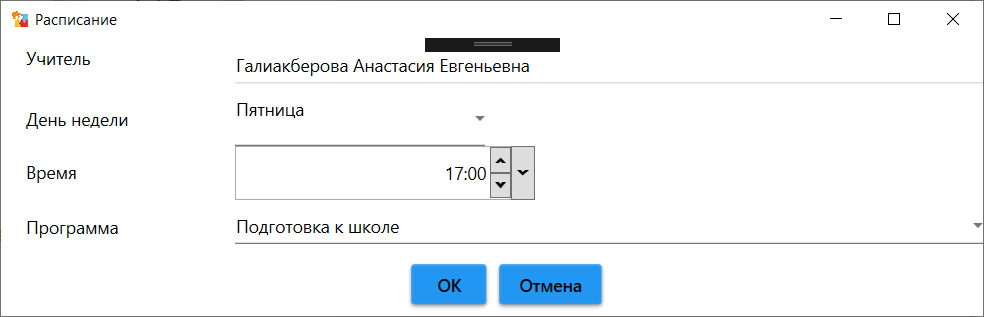 Расписание
Учитель
Галиакберова Анастасия Евгеньевна
День недели
Пятница
Время
17:00
Программа
Подготовка к школе
ОК
Отмена